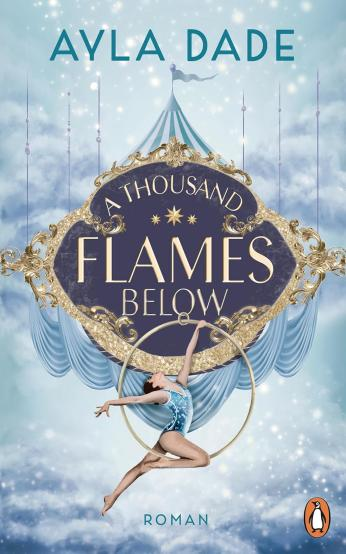 AYLA DADE
A THOUSAND
FLAMES
BELOW
ROMAN